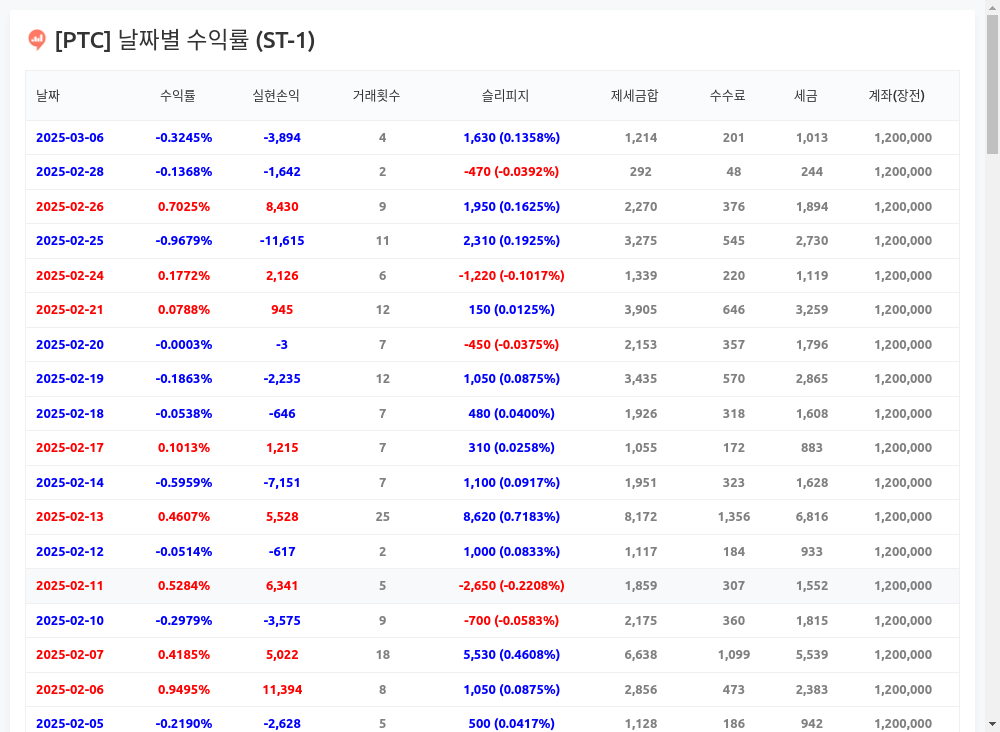 [PTC] 날짜별 수익률 (ST-1)
날짜 수익률 실현손익 거래횟수 슬리피지 제세금합 수수료 세금 계좌(장전)
2025-03-06 -0.3245% -3,894 4 1,630 (0.1358%) 1,214 201 1,013 1,200,000
2025-02-28 -0.1368% -1,642 2 -470 (-0.0392%) 292 48 244 1,200,000
2025-02-26 0.7025% 8,430 9 1,950 (0.1625%) 2,270 376 1,894 1,200,000
2025-02-25 -0.9679% -11,615 11 2,310 (0.1925%) 3,275 545 2,730 1,200,000
2025-02-24 0.1772% 2,126 6 -1,220 (-0.1017%) 1,339 220 1,119 1,200,000
2025-02-21 0.0788% 945 12 150 (0.0125%) 3,905 646 3,259 1,200,000
2025-02-20 -0.0003% -3 7 -450 (-0.0375%) 2,153 357 1,796 1,200,000
2025-02-19 -0.1863% -2,235 12 1,050 (0.0875%) 3,435 570 2,865 1,200,000
2025-02-18 -0.0538% -646 7 480 (0.0400%) 1,926 318 1,608 1,200,000
2025-02-17 0.1013% 1,215 7 310 (0.0258%) 1,055 172 883 1,200,000
2025-02-14 -0.5959% -7,151 7 1,100 (0.0917%) 1,951 323 1,628 1,200,000
2025-02-13 0.4607% 5,528 25 8,620 (0.7183%) 8,172 1,356 6,816 1,200,000
2025-02-12 -0.0514% -617 2 1,000 (0.0833%) 1,117 184 933 1,200,000
2025-02-11 0.5284% 6,341 5 -2,650 (-0.2208%) 1,859 307 1,552 1,200,000
2025-02-10 -0.2979% -3,575 9 -700 (-0.0583%) 2,175 360 1,815 1,200,000
2025-02-07 0.4185% 5,022 18 5,530 (0.4608%) 6,638 1,099 5,539 1,200,000
2025-02-06 0.9495% 11,394 8 1,050 (0.0875%) 2,856 473 2,383 1,200,000
2025-02-05 -0.2190% -2,628 5 500 (0.0417%) 1,128 186 942 1,200,000